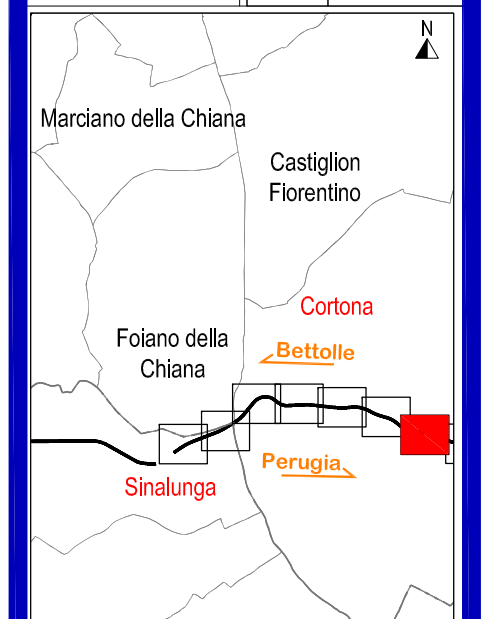 N
Marciano della Chiana
Castiglion
Fiorentino
Cortona
Foiano della
Chiana
Bettolle
Perugia
Sinalunga